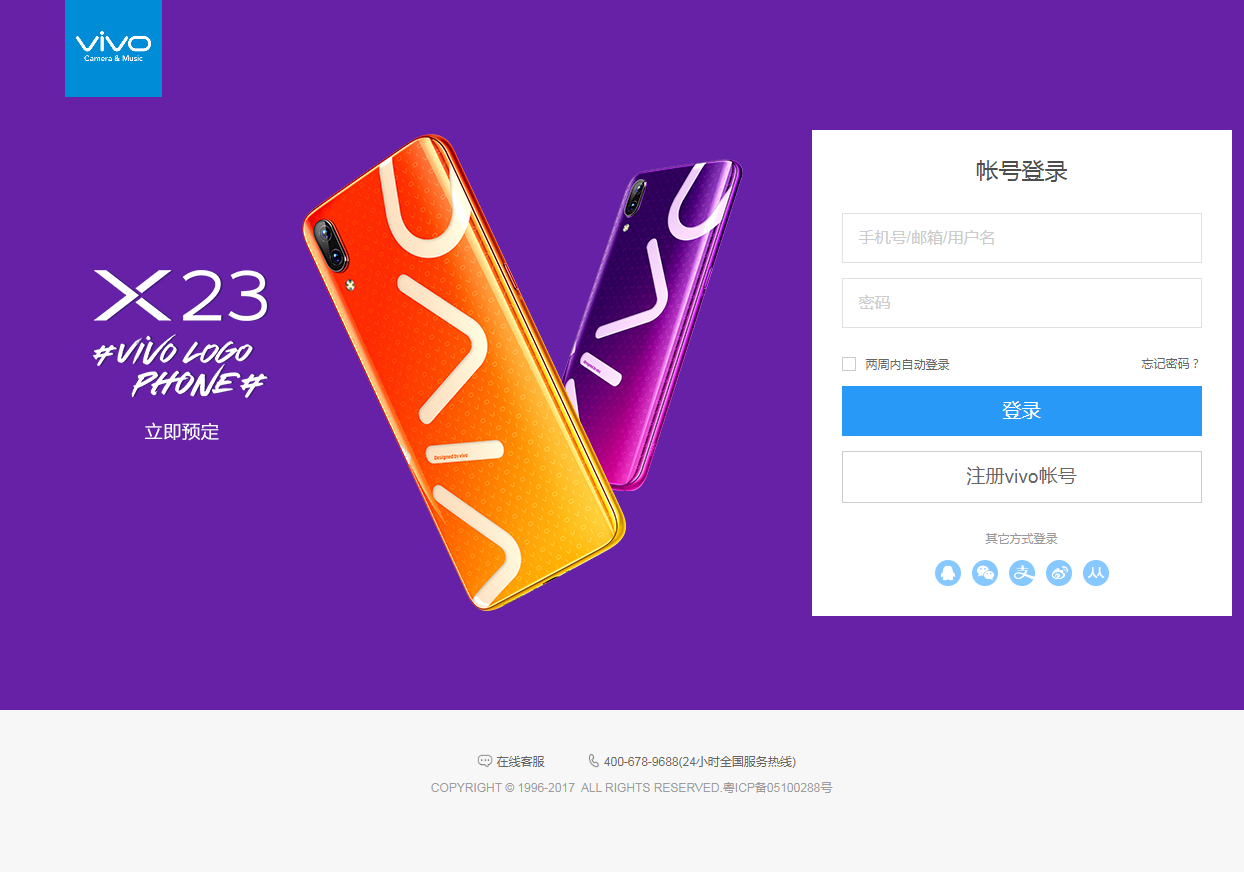 vivo
Camera & Music
X23
#VIVO LOGO
PHONE#
立即预定
Designed by vivo
帐号登录
手机号/邮箱/用户名
密码
两周内自动登录
忘记密码？
登录
注册vivo帐号
其它方式登录
在线客服
400-678-9688(24小时全国服务热线)
COPYRIGHT © 1996-2017 ALL RIGHTS RESERVED.粤ICP备05100288号